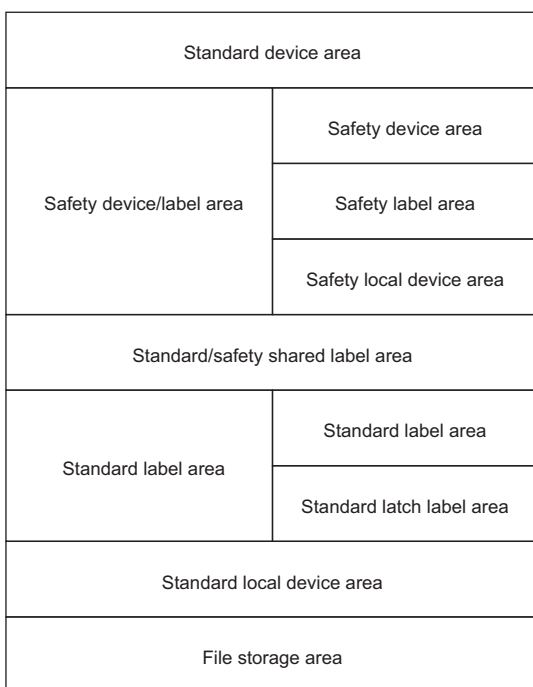 Standard device area
Safety device/label area
Safety device area
Safety label area
Safety local device area
Standard/safety shared label area
Standard label area
Standard label area
Standard latch label area
Standard local device area
File storage area